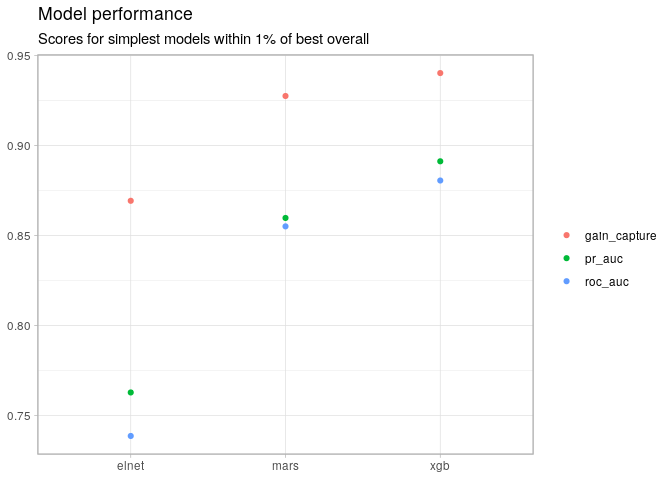 Model performance
Scores for simplest models within 1% of best overall
0.95
0.90
0.85
0.80
0.75
elnet
mars
xgb
gain_capture
pr_auc
roc_auc